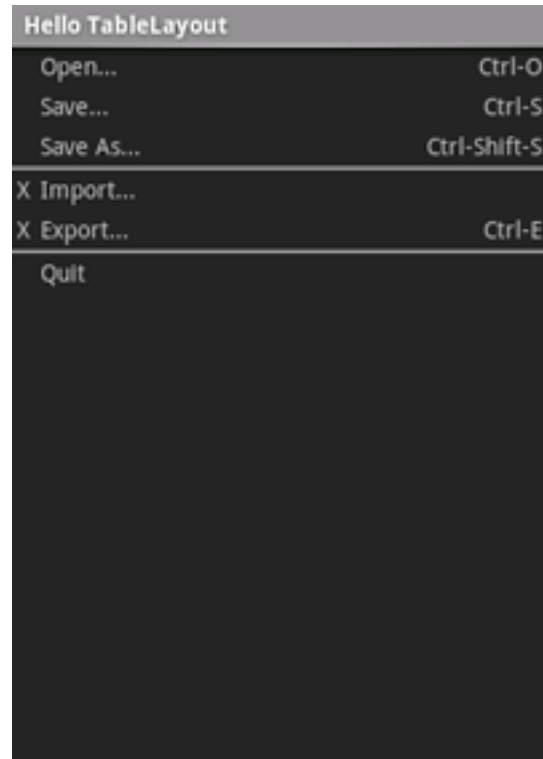 Hello TableLayout
Open... Ctrl-O
Save... Ctrl-S
Save As... Ctrl-Shift-S
X Import...
X Export... Ctrl-E
Quit